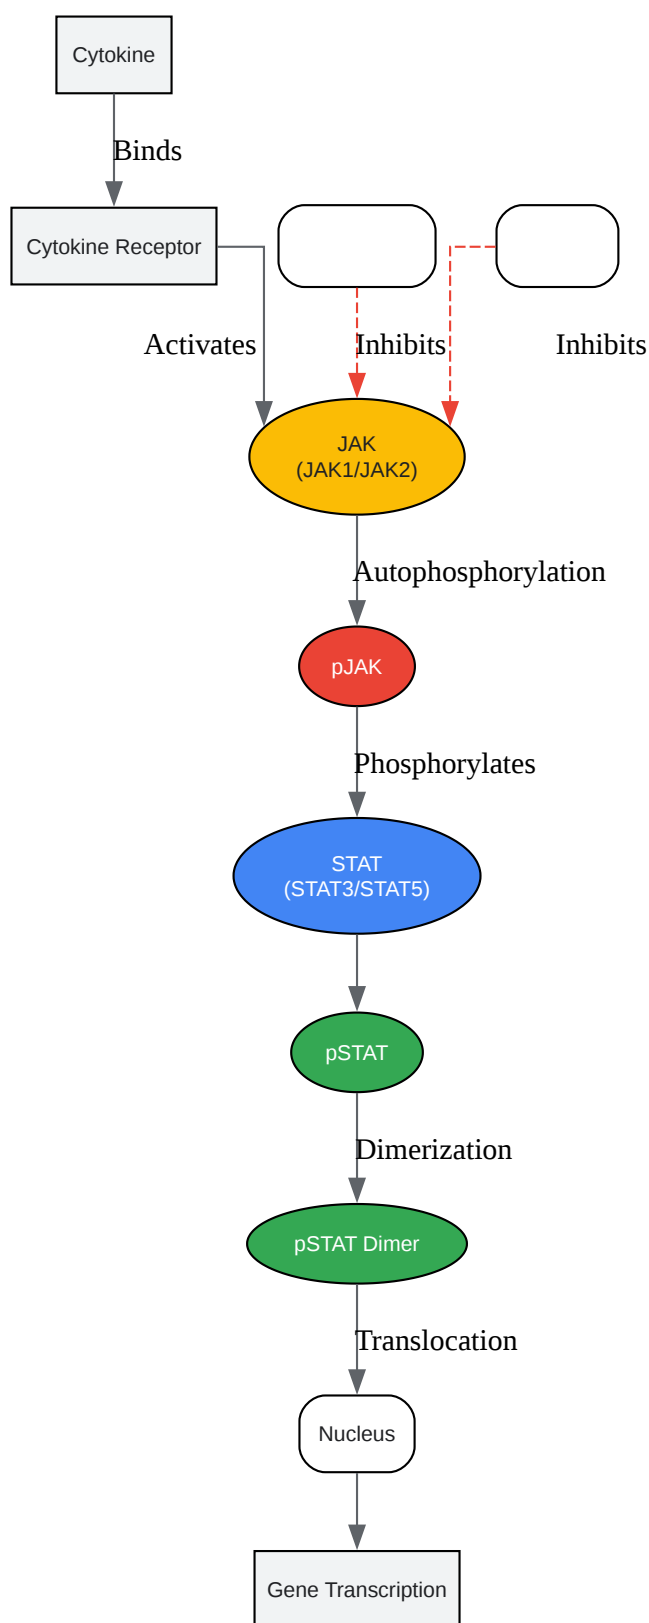 Cytokine
Binds
Cytokine Receptor
Activates
Inhibits
Inhibits
JAK
(JAK1/JAK2)
Autophosphorylation
pJAK
Phosphorylates
STAT
(STAT3/STAT5)
pSTAT
Dimerization
pSTAT Dimer
Translocation
Nucleus
Gene Transcription